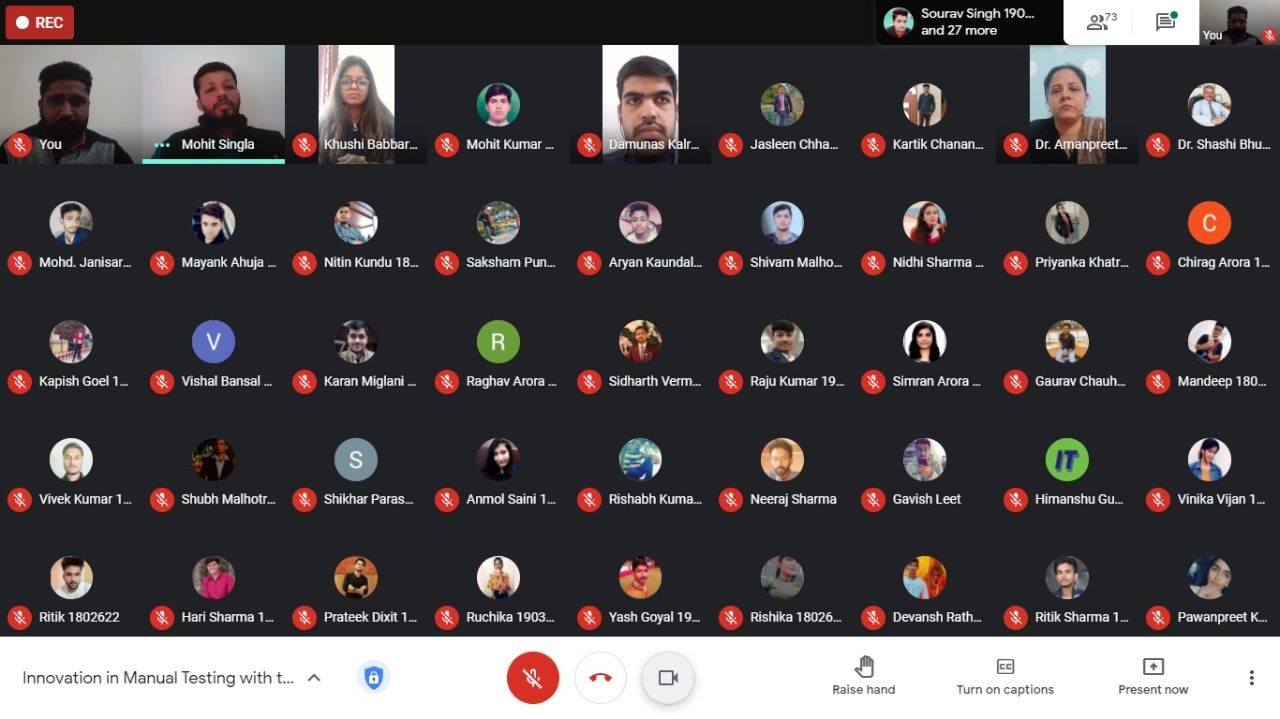 REC
Sourav Singh 190...
and 27 more
73
You
You
Mohit Singla
Khushi Babbar...
Mohit Kumar ...
Damunas Kalr...
Jasleen Chha...
Kartik Chanan...
Dr. Amanpreet...
Dr. Shashi Bhu...
Mohd. Janisar...
Mayank Ahuja ...
Nitin Kundu 18...
Saksham Pun...
Aryan Kaundal...
Shivam Malho...
Nidhi Sharma ...
Priyanka Khatr...
C
Chirag Arora 1...
Kapish Goel 1...
V
Vishal Bansal ...
Karan Miglani ...
R
Raghav Arora ...
Sidharth Verm...
Raju Kumar 19...
Simran Arora ...
Gaurav Chauh...
Mandeep 180...
Vivek Kumar 1...
Shubh Malhotr...
S
Shikhar Paras...
Anmol Saini 1...
Rishabh Kuma...
Neeraj Sharma
Gavish Leet
IT
Himanshu Gu...
Vinika Vijan 1...
Ritik 1802622
Hari Sharma 1...
Prateek Dixit 1...
Ruchika 1903...
Yash Goyal 19...
Rishika 18026...
Devansh Rath...
Ritik Sharma 1...
Pawanpreet K...
Innovation in Manual Testing with t...
Raise hand
CC
Turn on captions
Present now